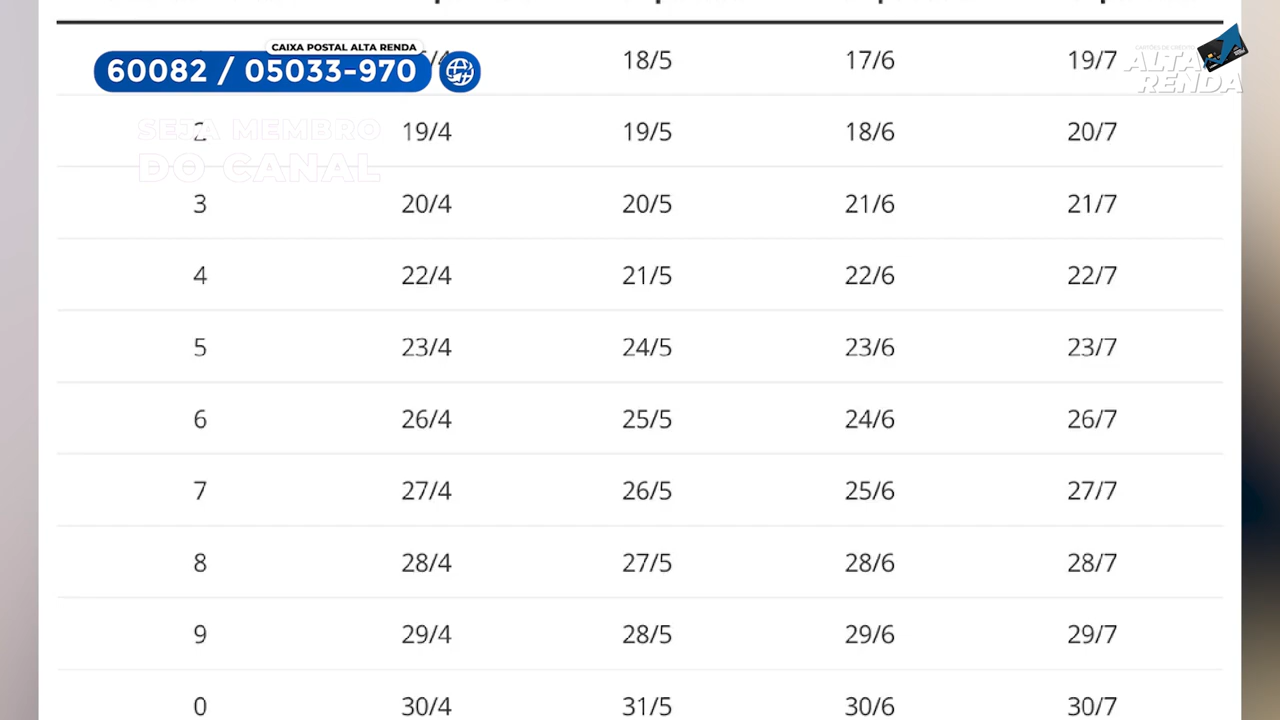 CAIXA POSTAL ALTA RENDA
60082 / 05033-970
18/5 17/6 19/7
CARTÕES DE CRÉDITO
ALTA
RENDA
SEJA MEMBRO
DO CANAL
2 19/4 19/5 18/6 20/7
3 20/4 20/5 21/6 21/7
4 22/4 21/5 22/6 22/7
5 23/4 24/5 23/6 23/7
6 26/4 25/5 24/6 26/7
7 27/4 26/5 25/6 27/7
8 28/4 27/5 28/6 28/7
9 29/4 28/5 29/6 29/7
0 30/4 31/5 30/6 30/7